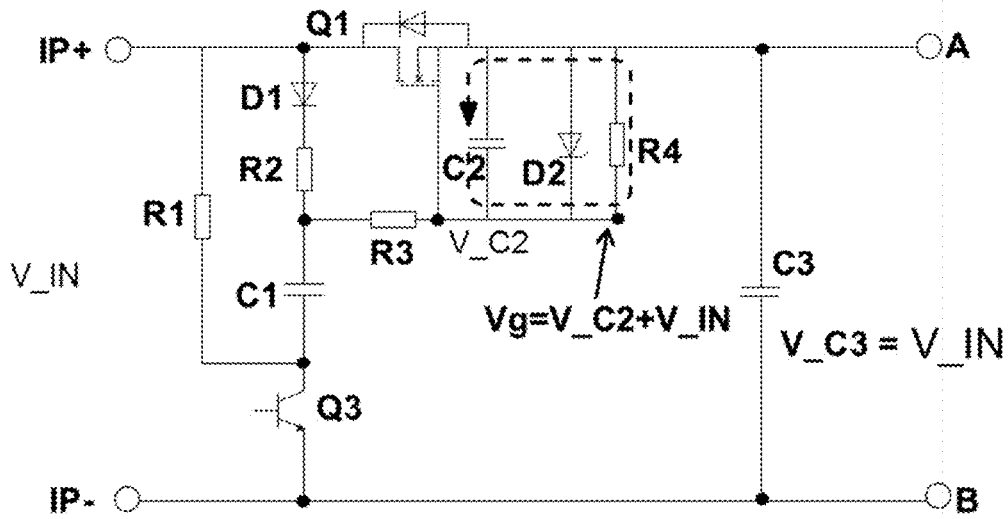 Q1
IP+
A
D1
C2
D2
R4
R2
R1
R3
V_C2
V_IN
C1
C3
Vg=V_C2+V_IN
V_C3 = V_IN
Q3
IP-
B